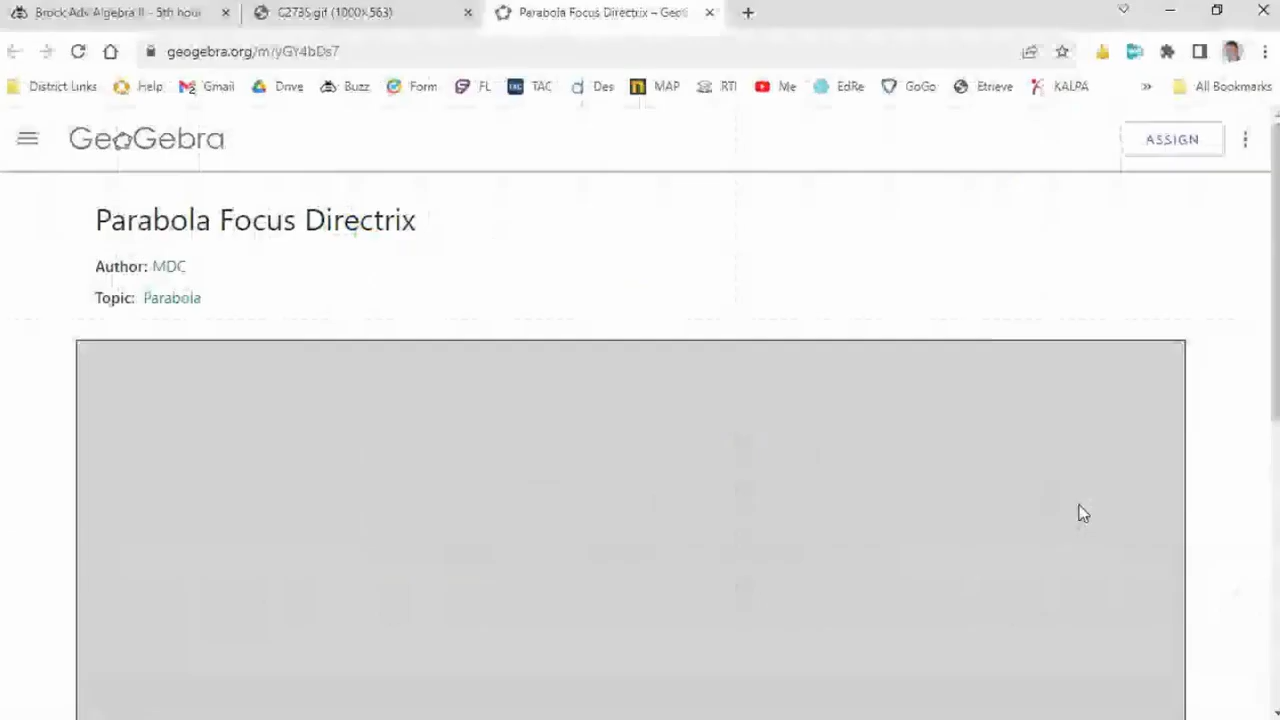 Brock Adv Algebra II - 5th hour
C273S.gif (1000×563)
Parabola Focus Directrix – Geo
geogebra.org/m/yGY4bDs7
District Links Help Gmail Drive Buzz Form FL TAC Des MAP RTI Me EdRe GoGo Etrieve KALPA » All Bookmarks
GeoGebra
ASSIGN
Parabola Focus Directrix
Author: MDC
Topic: Parabola